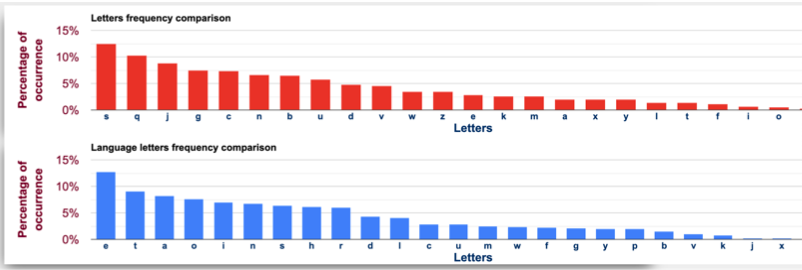 Letters frequency comparison
Percentage of
occurrence
15%
10%
5%
0%
s q j g c n b u d v w z e k m a x y l t f i o
Letters
Language letters frequency comparison
Percentage of
occurrence
15%
10%
5%
0%
e t a o i n s h r d l c u m w f g y p b v k j x
Letters